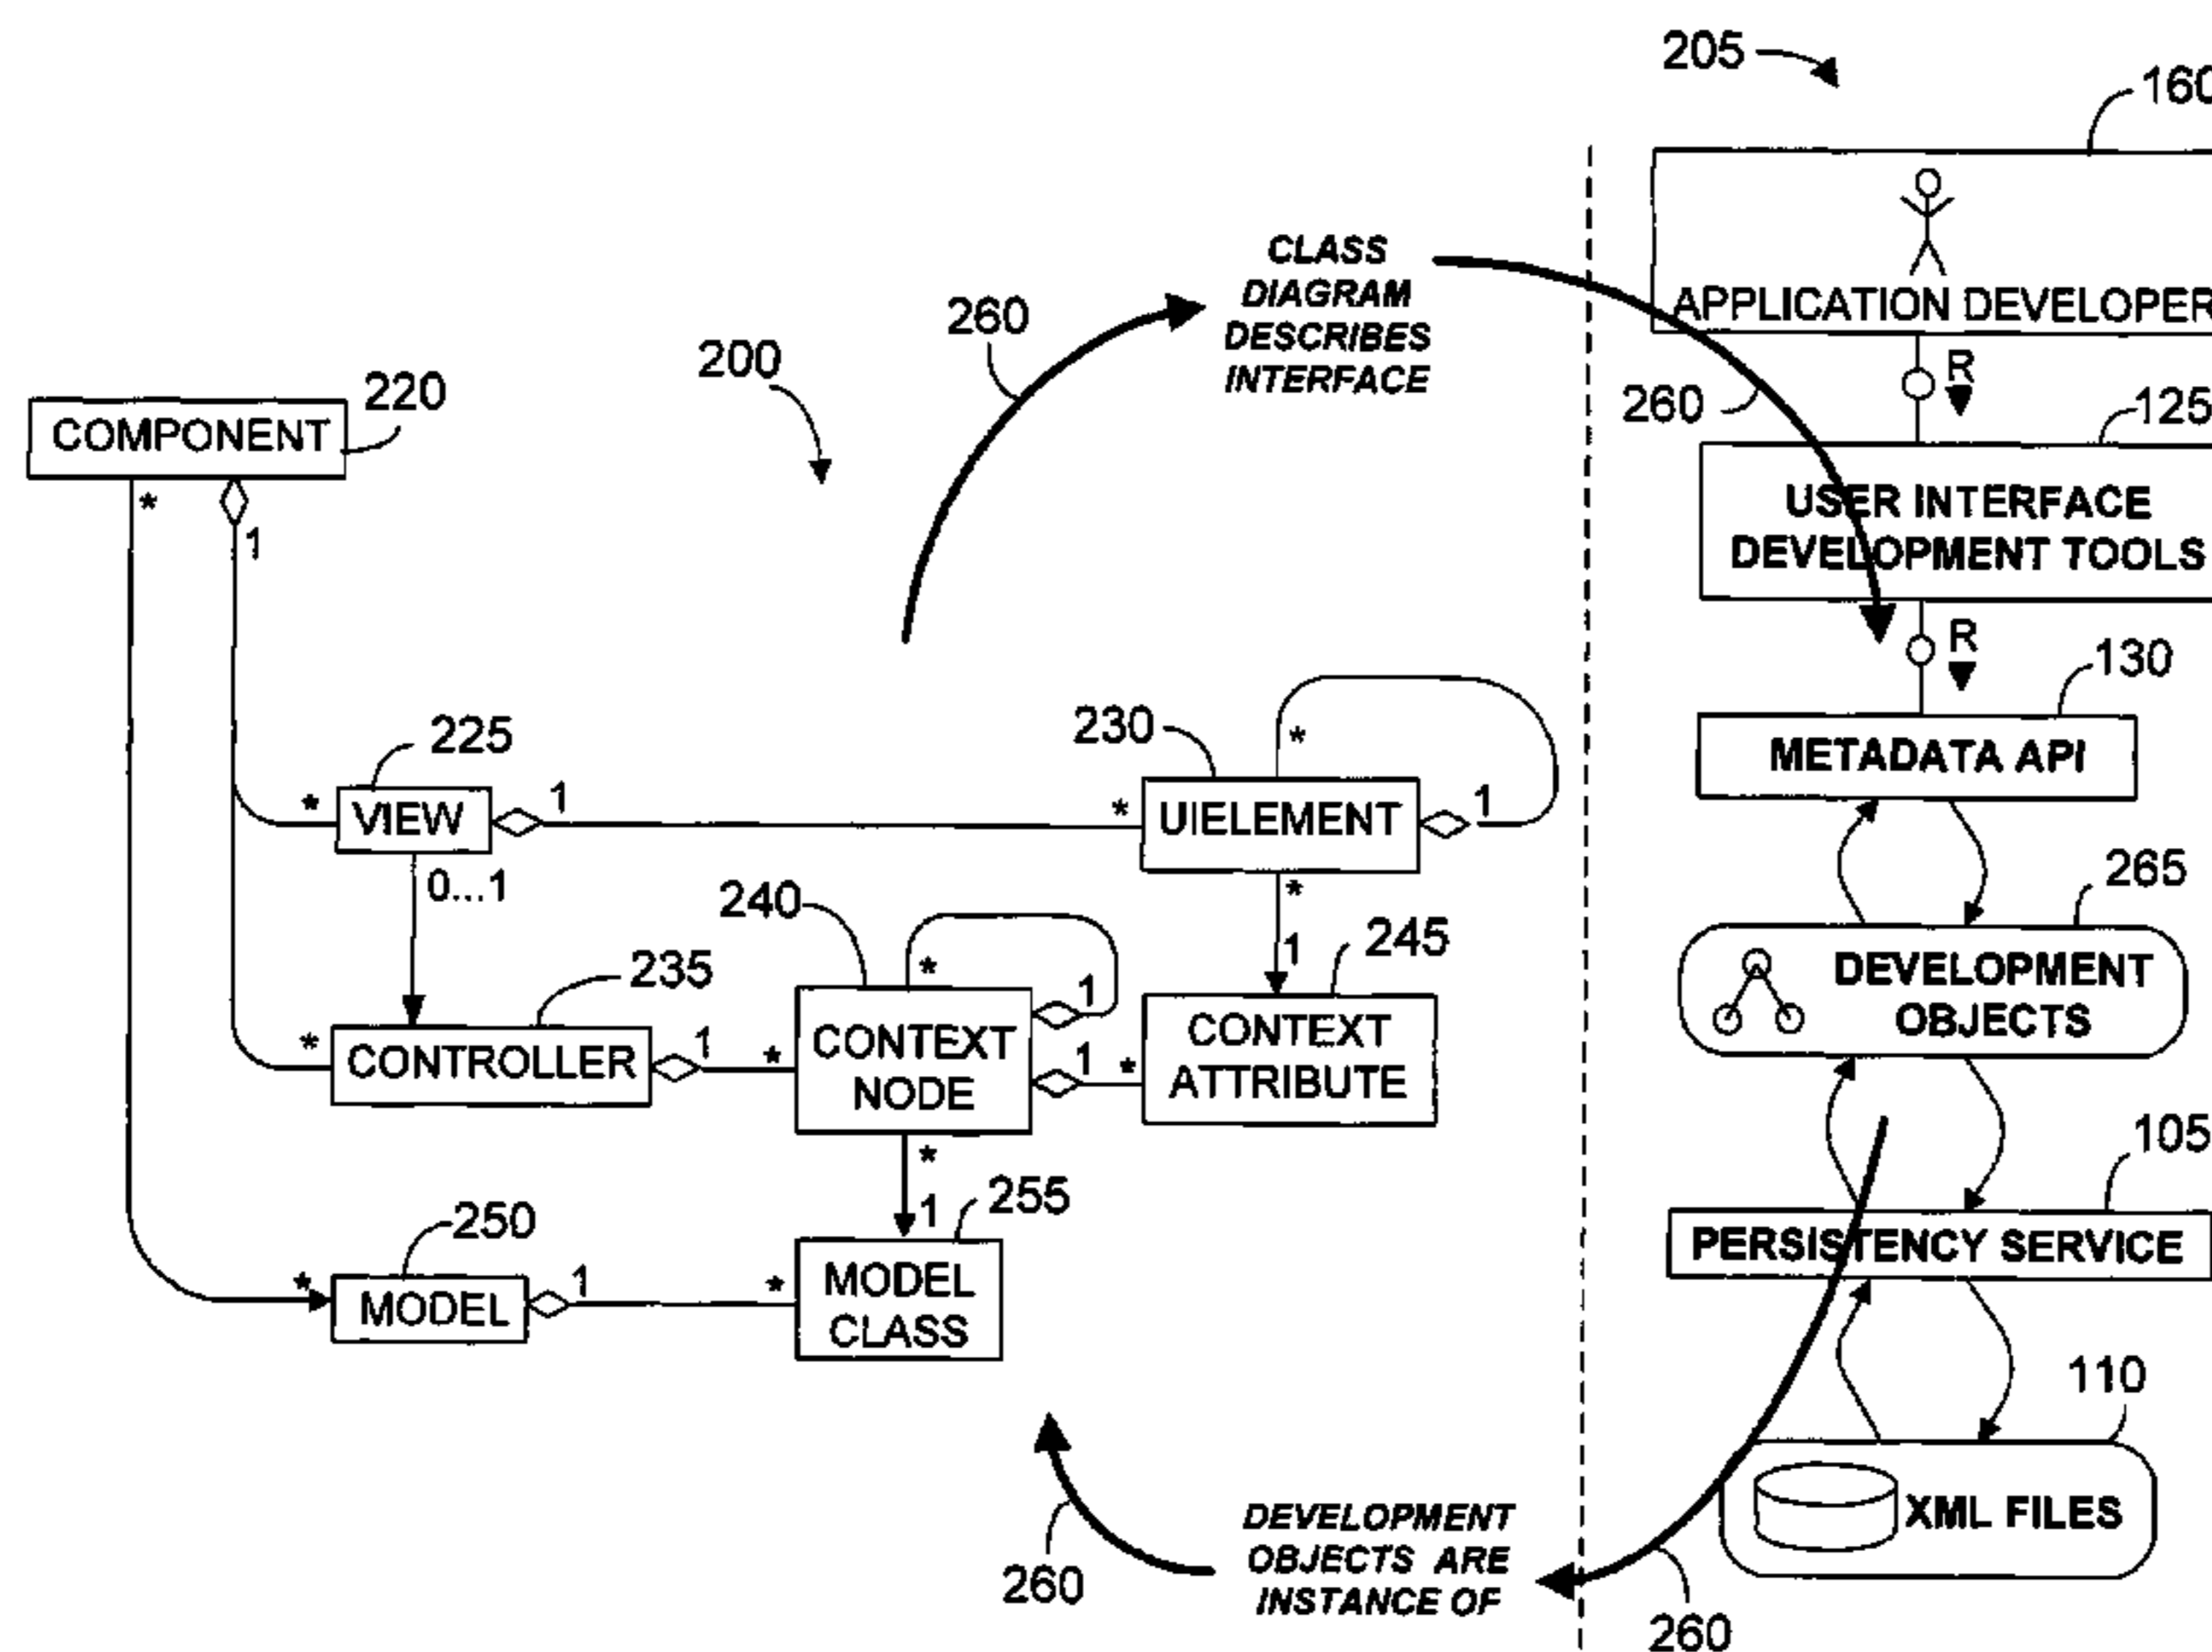 205
160
CLASS
DIAGRAM
DESCRIBES
INTERFACE
260
200
APPLICATION DEVELOPER
R
260
125
220
COMPONENT
*
1
USER INTERFACE
DEVELOPMENT TOOLS
R
130
METADATA API
225
*
VIEW
1
0...1
230
*
*
UIELEMENT
1
*
1
265
DEVELOPMENT
OBJECTS
240
*
1
245
235
*
CONTROLLER
1
*
CONTEXT
NODE
1
*
CONTEXT
ATTRIBUTE
*
1
105
PERSISTENCY SERVICE
250
*
MODEL
1
*
255
MODEL
CLASS
110
XML FILES
260
DEVELOPMENT
OBJECTS ARE
INSTANCE OF
260